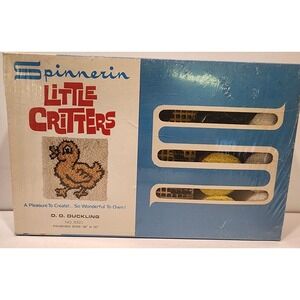 Spinnerin
LITTLE
CRITTERS
A Pleasure To Create!... So Wonderful To Own!
D. D. DUCKLING